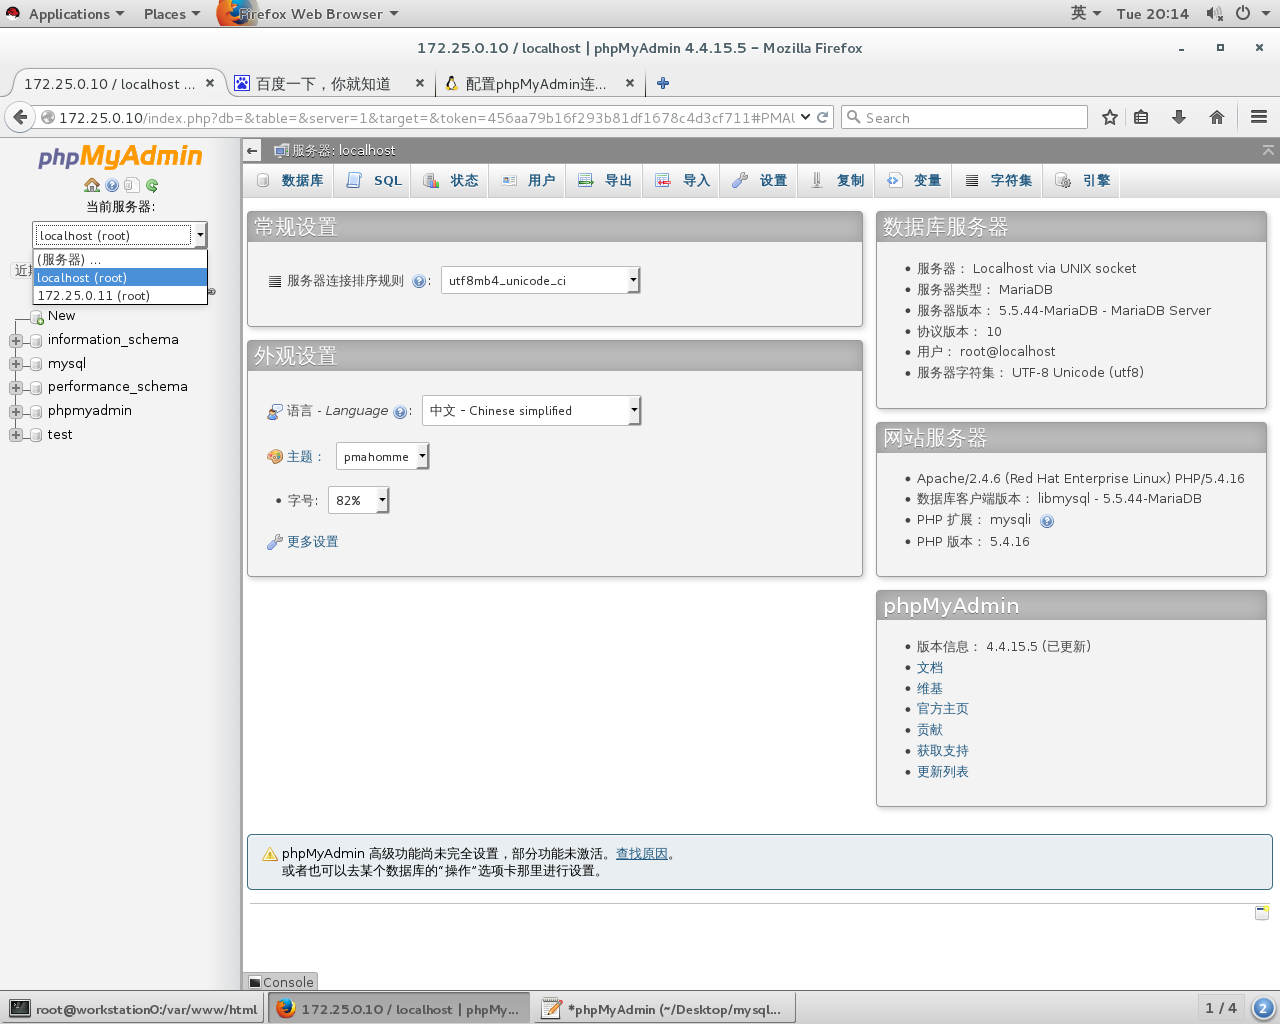 Applications Places Firefox Web Browser 英 Tue 20:14
172.25.0.10 / localhost | phpMyAdmin 4.4.15.5 - Mozilla Firefox
172.25.0.10 / localhost ... 百度一下，你就知道 配置phpMyAdmin连...
172.25.0.10/index.php?db=&table=&server=1&target=&token=456aa79b16f293b81df1678c4d3cf711#PMAU Search
phpMyAdmin
当前服务器:
localhost (root)
(服务器) ...
localhost (root)
172.25.0.11 (root)
近
New
information_schema
mysql
performance_schema
phpmyadmin
test
服务器: localhost
数据库 SQL 状态 用户 导出 导入 设置 复制 变量 字符集 引擎
常规设置
服务器连接排序规则 : utf8mb4_unicode_ci
外观设置
语言 - Language : 中文 - Chinese simplified
主题： pmahomme
字号: 82%
更多设置
数据库服务器
服务器： Localhost via UNIX socket
服务器类型： MariaDB
服务器版本： 5.5.44-MariaDB - MariaDB Server
协议版本： 10
用户： root@localhost
服务器字符集： UTF-8 Unicode (utf8)
网站服务器
Apache/2.4.6 (Red Hat Enterprise Linux) PHP/5.4.16
数据库客户端版本： libmysql - 5.5.44-MariaDB
PHP 扩展： mysqli
PHP 版本： 5.4.16
phpMyAdmin
版本信息： 4.4.15.5 (已更新)
文档
维基
官方主页
贡献
获取支持
更新列表
phpMyAdmin 高级功能尚未完全设置，部分功能未激活。查找原因。
或者也可以去某个数据库的“操作”选项卡那里进行设置。
Console
root@workstation0:/var/www/html 172.25.0.10 / localhost | phpMy... *phpMyAdmin (~/Desktop/mysql... 1 / 4 2